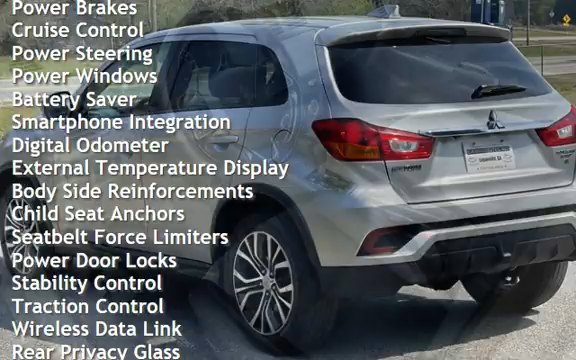 Power Brakes
Cruise Control
Power Steering
Power Windows
Battery Saver
Smartphone Integration
Digital Odometer
External Temperature Display
Body Side Reinforcements
Child Seat Anchors
Seatbelt Force Limiters
Power Door Locks
Stability Control
Traction Control
Wireless Data Link
Rear Privacy Glass